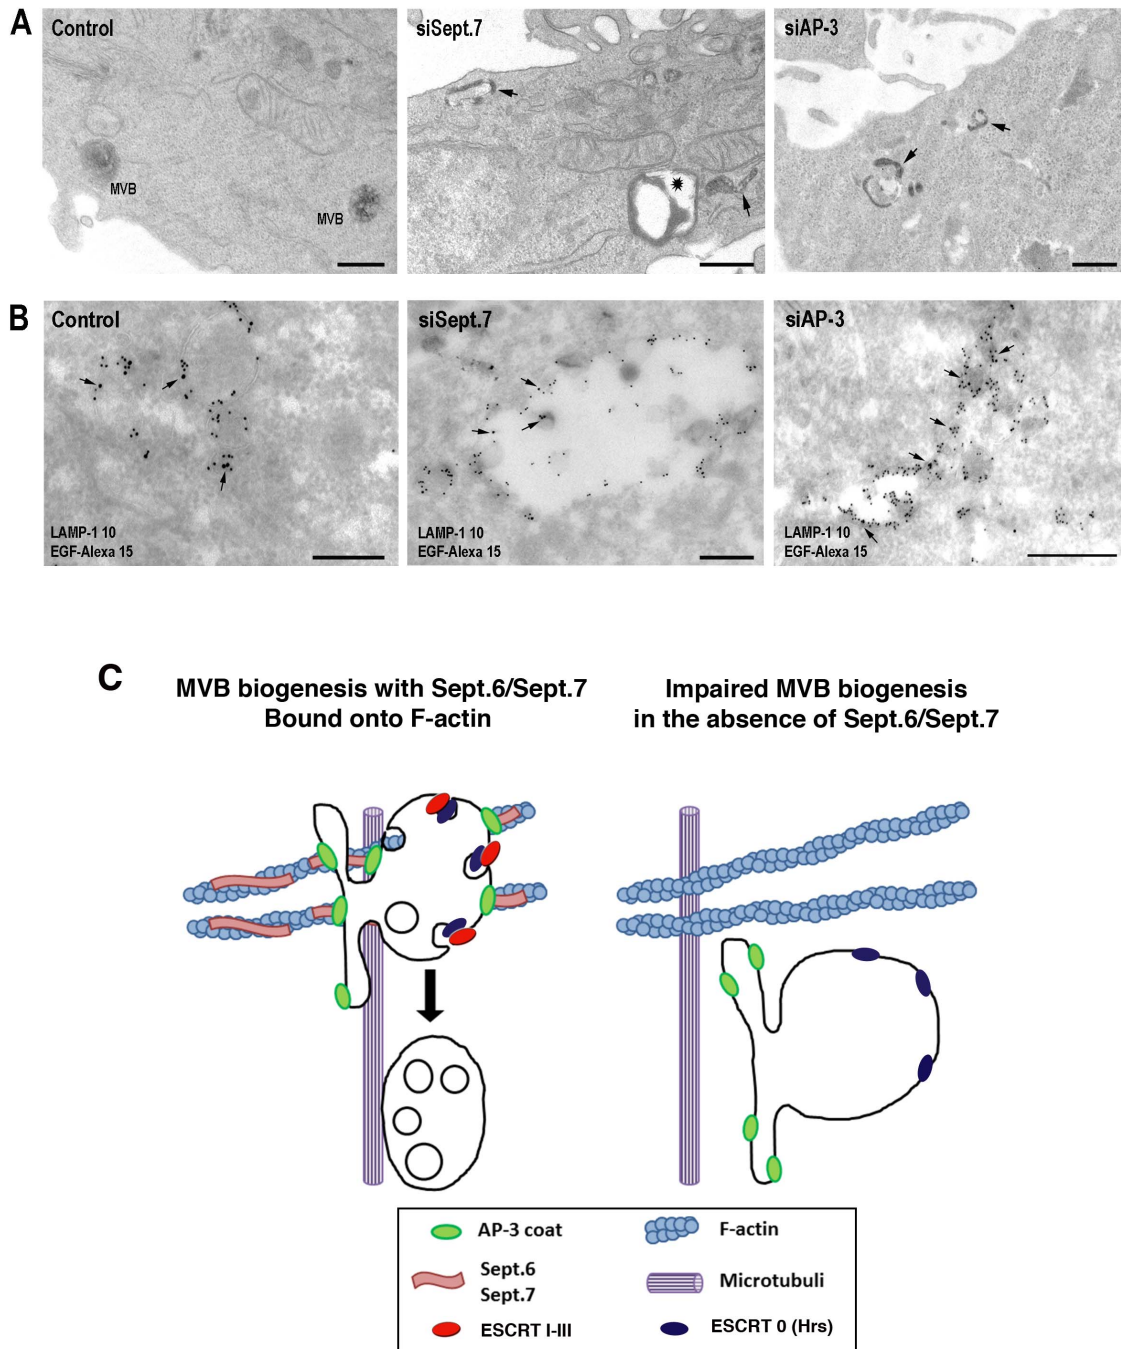 A
Control
siSept.7
siAP-3
MVB
MVB
B
Control
siSept.7
siAP-3
LAMP-1 10
EGF-Alexa 15
LAMP-1 10
EGF-Alexa 15
LAMP-1 10
EGF-Alexa 15
C
MVB biogenesis with Sept.6/Sept.7
Bound onto F-actin
Impaired MVB biogenesis
in the absence of Sept.6/Sept.7
AP-3 coat
F-actin
Sept.6
Sept.7
Microtubuli
ESCRT I-III
ESCRT 0 (Hrs)